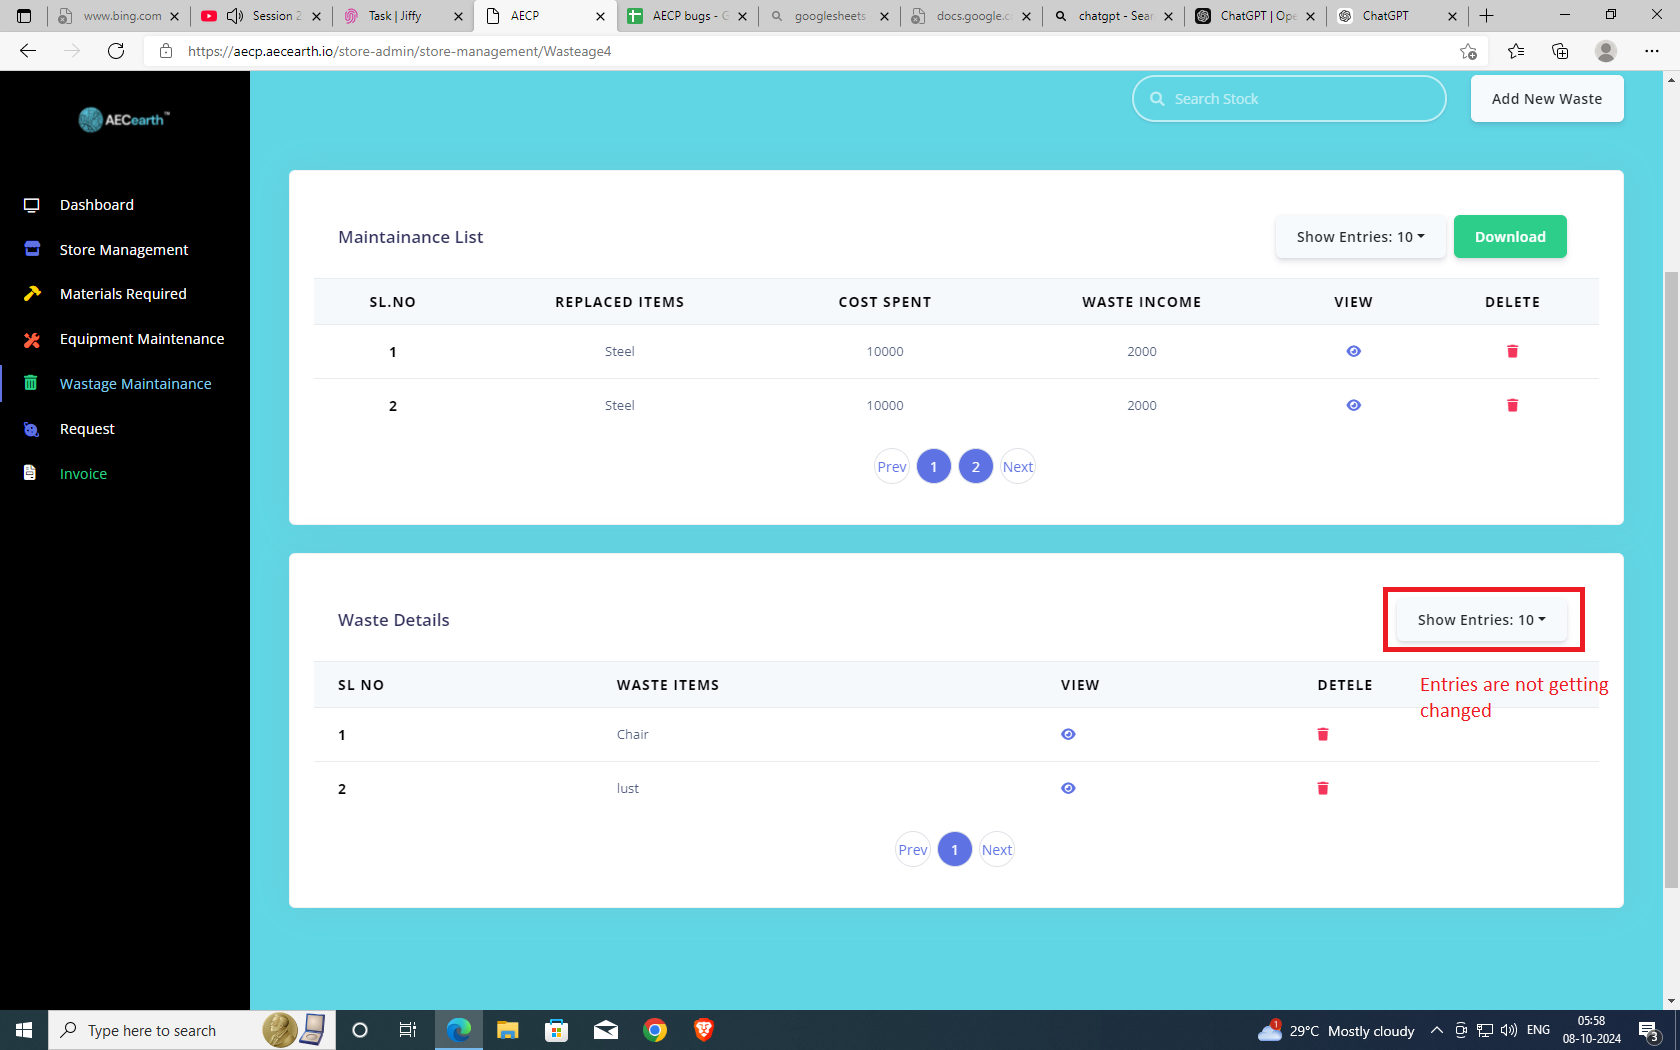 www.bing.com
Session 2
Task | Jiffy
AECP
AECP bugs - G
googlesheets
docs.google.c
chatgpt - Sear
ChatGPT | Ope
ChatGPT
https://aecp.aecearth.io/store-admin/store-management/Wasteage4
AECearth™
Dashboard
Store Management
Materials Required
Equipment Maintenance
Wastage Maintainance
Request
Invoice
Search Stock
Add New Waste
Maintainance List
Show Entries: 10
Download
SL.NO REPLACED ITEMS COST SPENT WASTE INCOME VIEW DELETE
1 Steel 10000 2000
2 Steel 10000 2000
Prev 1 2 Next
Waste Details
Show Entries: 10
SL NO WASTE ITEMS VIEW DETELE
Entries are not getting
changed
1 Chair
2 lust
Prev 1 Next
Type here to search
1
29°C Mostly cloudy
ENG
05:58
08-10-2024
3